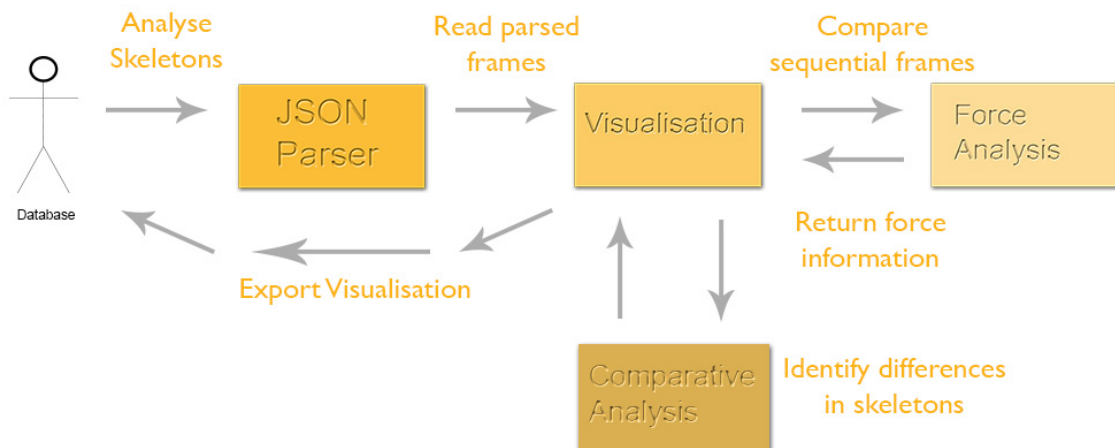 Analyse
Skeletons
Read parsed
frames
Compare
sequential frames
JSON
Parser
Visualisation
Force
Analysis
Database
Return force
information
Export Visualisation
Comparative
Analysis
Identify differences
in skeletons